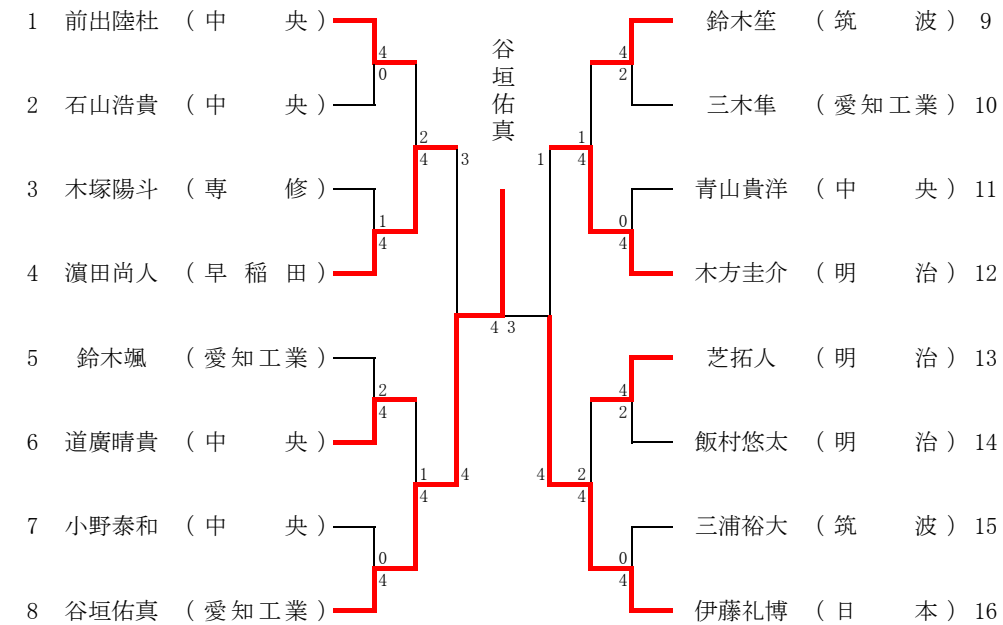 1 前出陸杜 (中 央)
4
0
2 石山浩貴 (中 央)
2
4
3 木塚陽斗 (専 修)
1
4
4 濵田尚人 (早 稲 田)
3
5 鈴木颯 (愛知工業)
2
4
6 道廣晴貴 (中 央)
1
4
4
7 小野泰和 (中 央)
0
4
8 谷垣佑真 (愛知工業)
谷垣佑真
4 3
鈴木笙 (筑 波) 9
4
2
三木隼 (愛知工業) 10
1
4
1
青山貴洋 (中 央) 11
0
4
木方圭介 (明 治) 12
芝拓人 (明 治) 13
4
2
飯村悠太 (明 治) 14
4
2
4
三浦裕大 (筑 波) 15
0
4
伊藤礼博 (日 本) 16